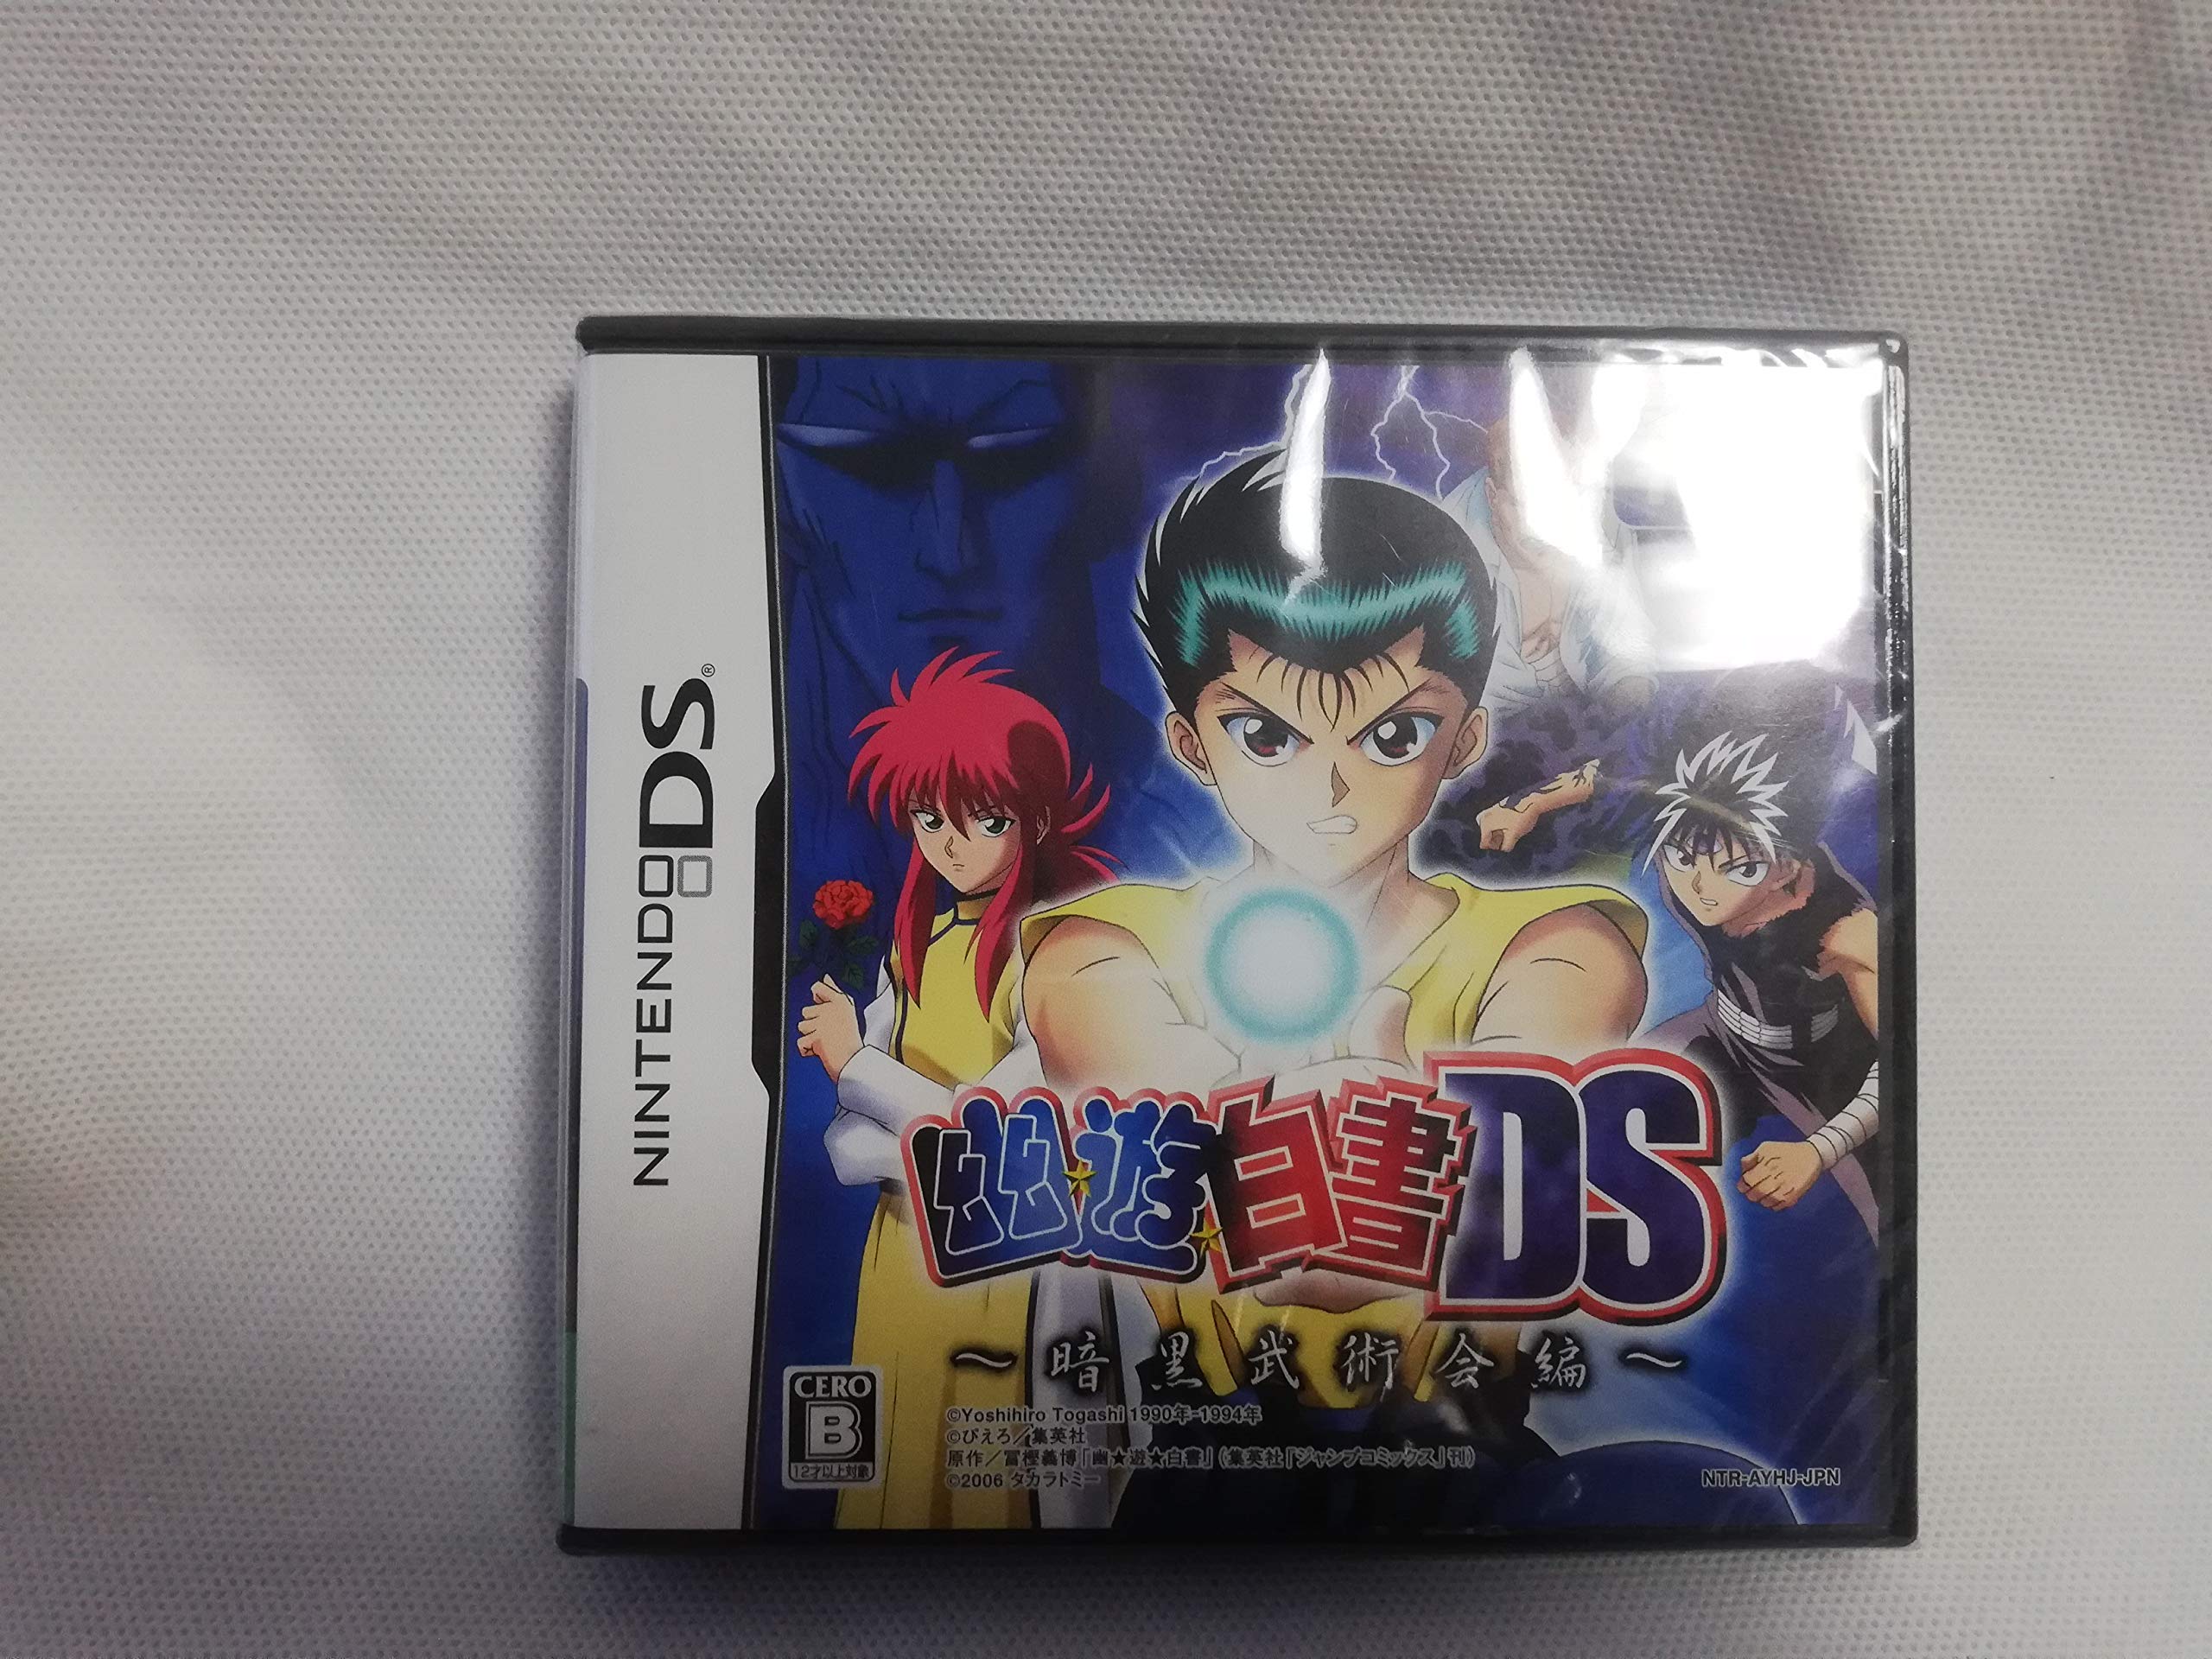 NINTENDO DS®
幽★遊★白書DS
～暗黒武術会編～
CERO
B
12才以上対象
©Yoshihiro Togashi 1990年-1994年
©ぴえろ／集英社
原作／冨樫義博「幽★遊★白書」(集英社「ジャンプコミックス」刊)
©2006 タカラトミー
NTR-AYHJ-JPN